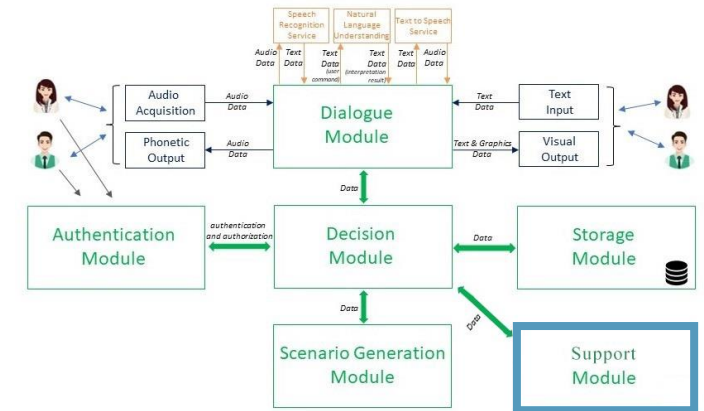 Speech
Recognition
Service
Natural
Language
Understanding
Text to Speech
Service
Audio
Data
Text
Data
Text
Data
(user
command)
Text
Data
(interpretation
result)
Text
Data
Audio
Data
Audio
Acquisition
Audio
Data
Dialogue
Module
Text
Data
Text
Input
Phonetic
Output
Audio
Data
Text & Graphics
Data
Visual
Output
Data
Authentication
Module
authentication
and authorization
Decision
Module
Data
Storage
Module
Data
Data
Scenario Generation
Module
Support
Module